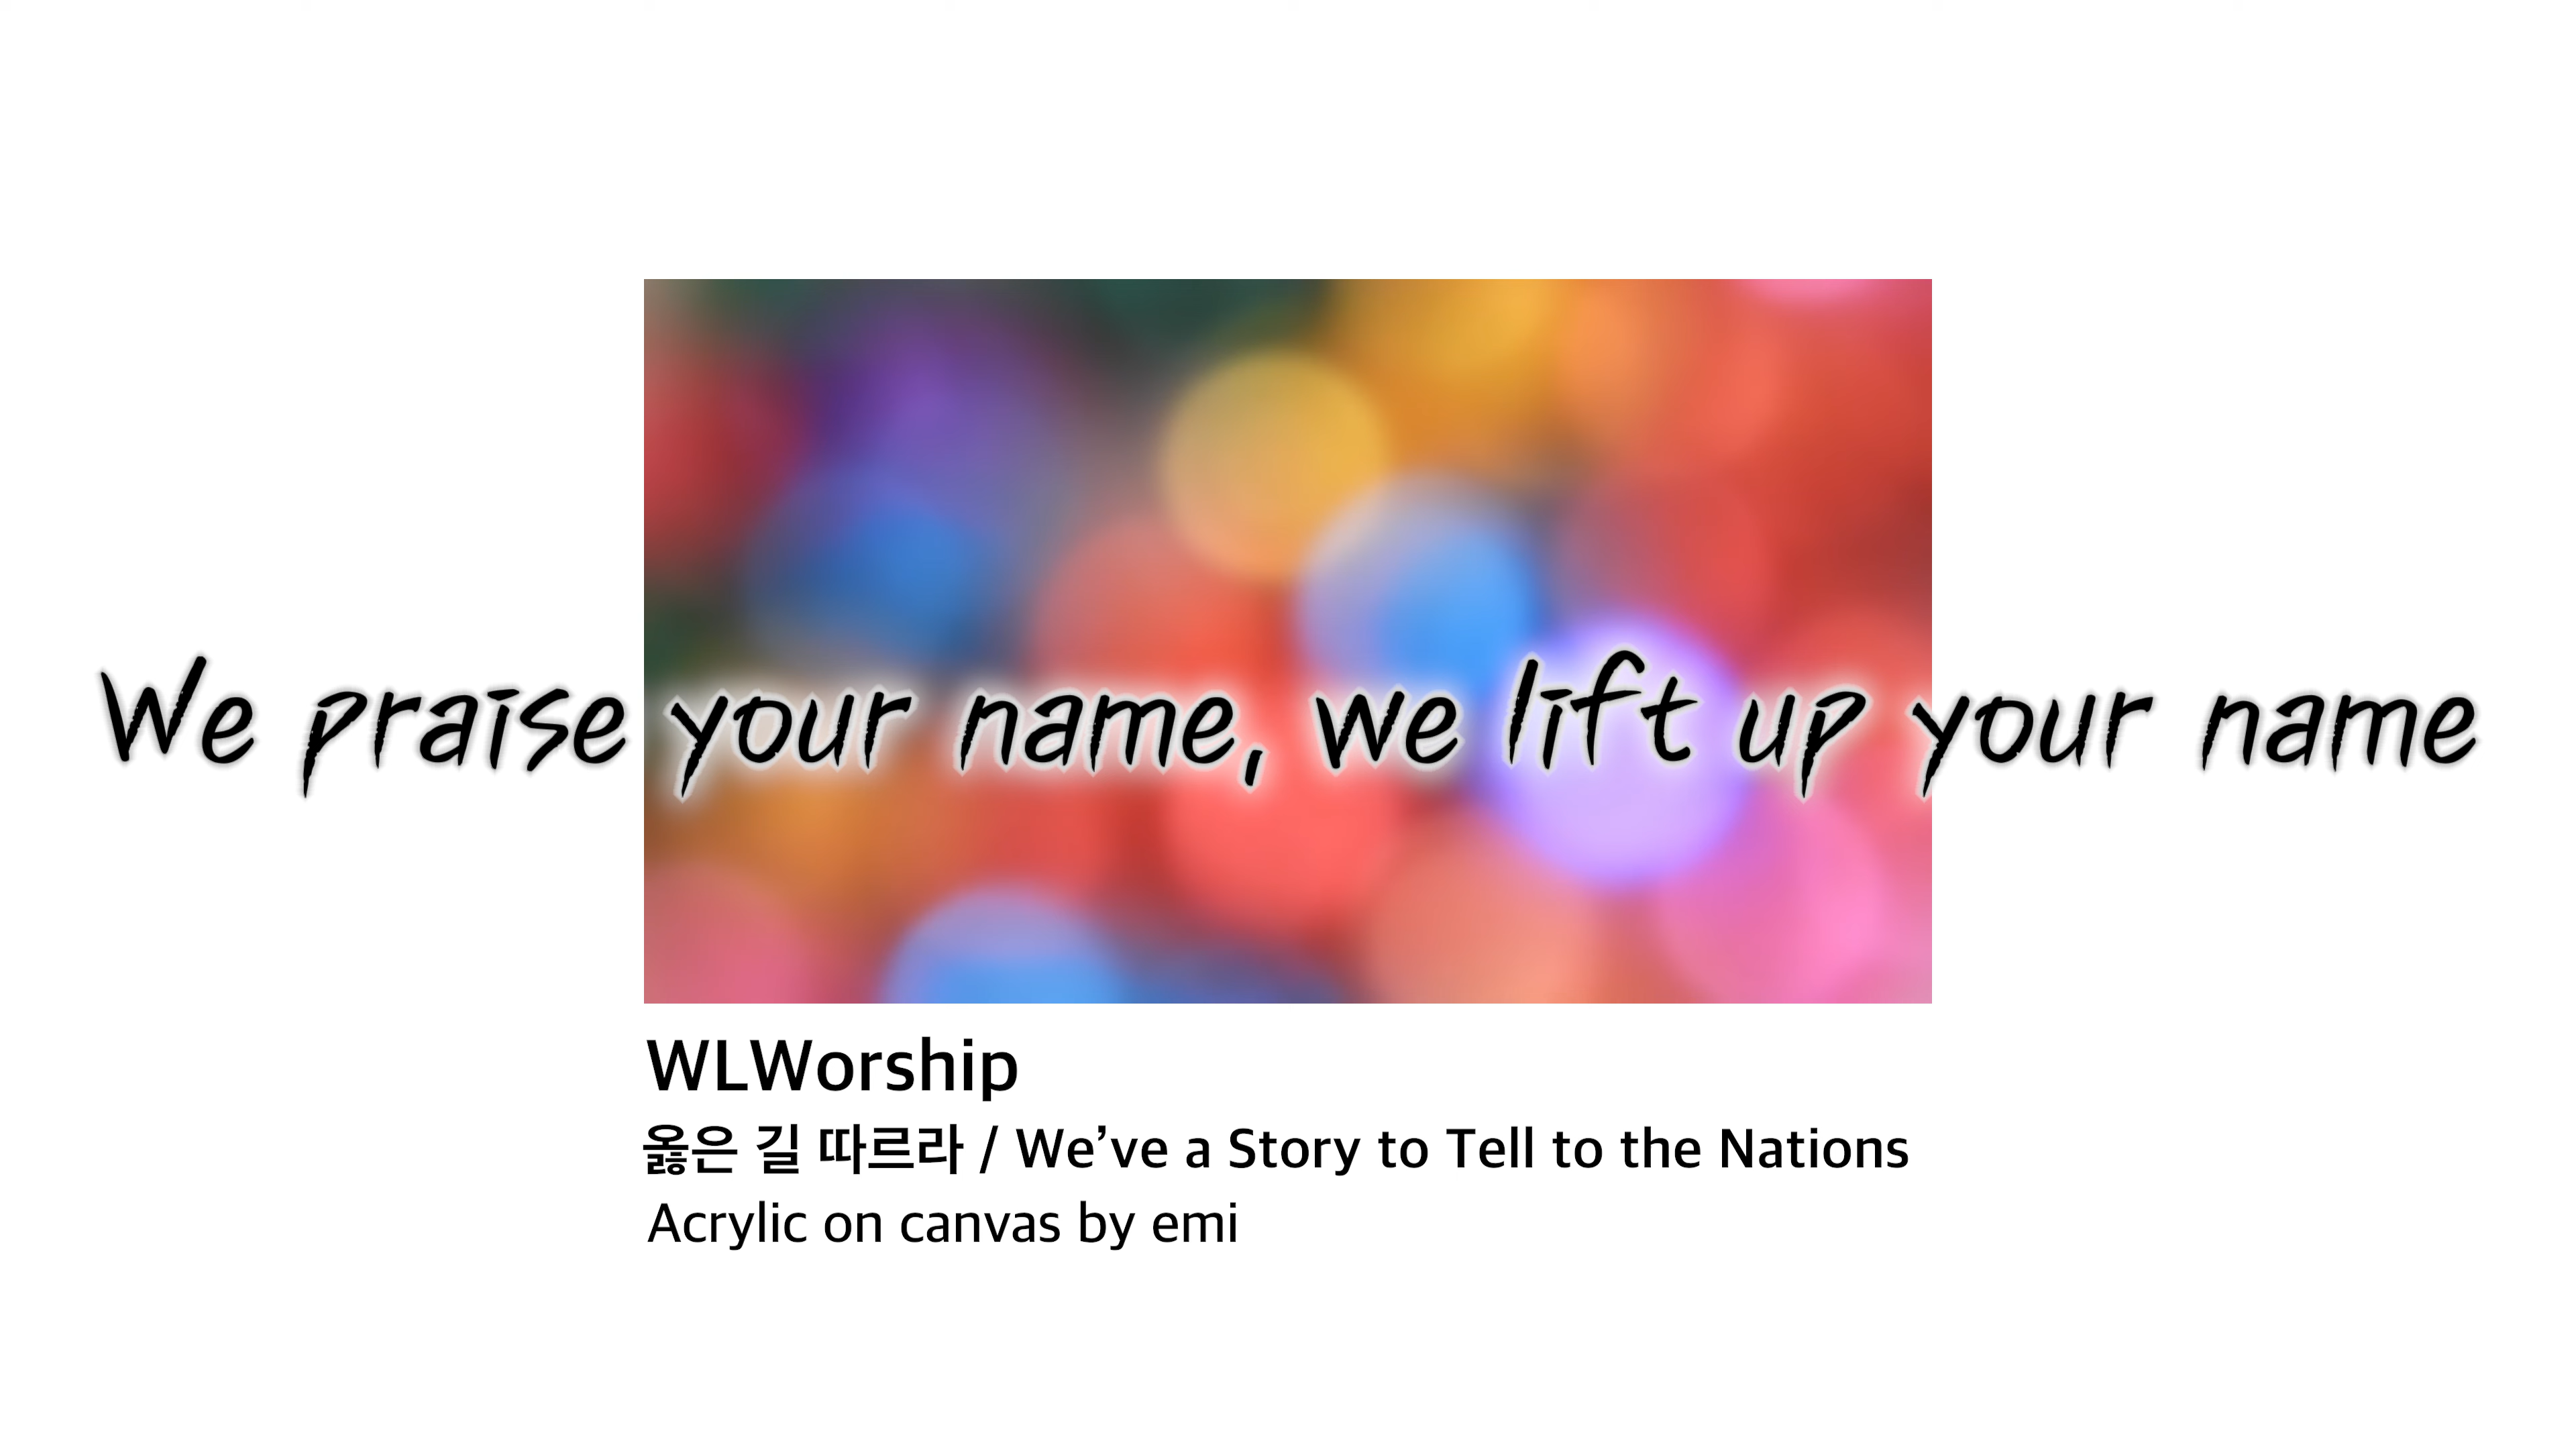 We praise your name, we lift up your name
WLWorship
옳은 길 따르라 / We’ve a Story to Tell to the Nations
Acrylic on canvas by emi